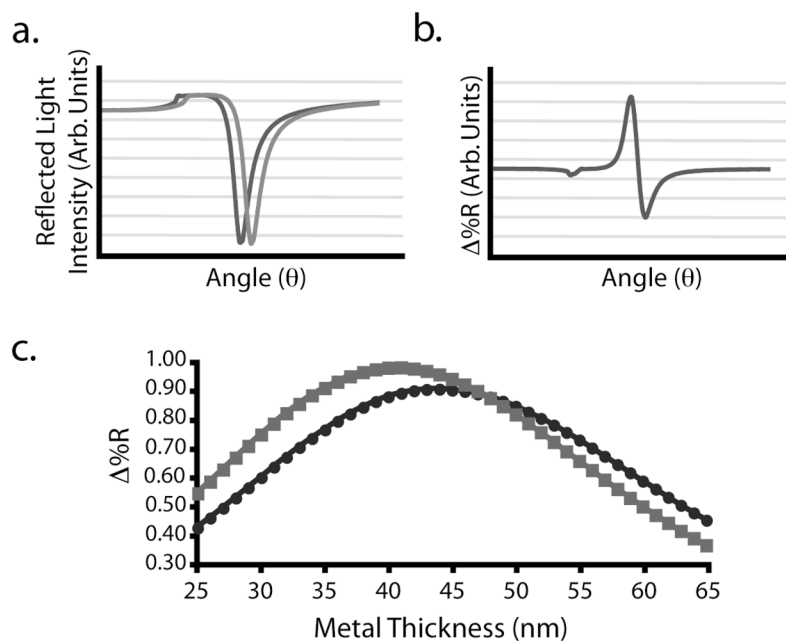 a.
Reflected Light
Intensity (Arb. Units)
Angle (θ)
b.
Δ%R (Arb. Units)
Angle (θ)
c.
Δ%R
1.00
0.90
0.80
0.70
0.60
0.50
0.40
0.30
25 30 35 40 45 50 55 60 65
Metal Thickness (nm)